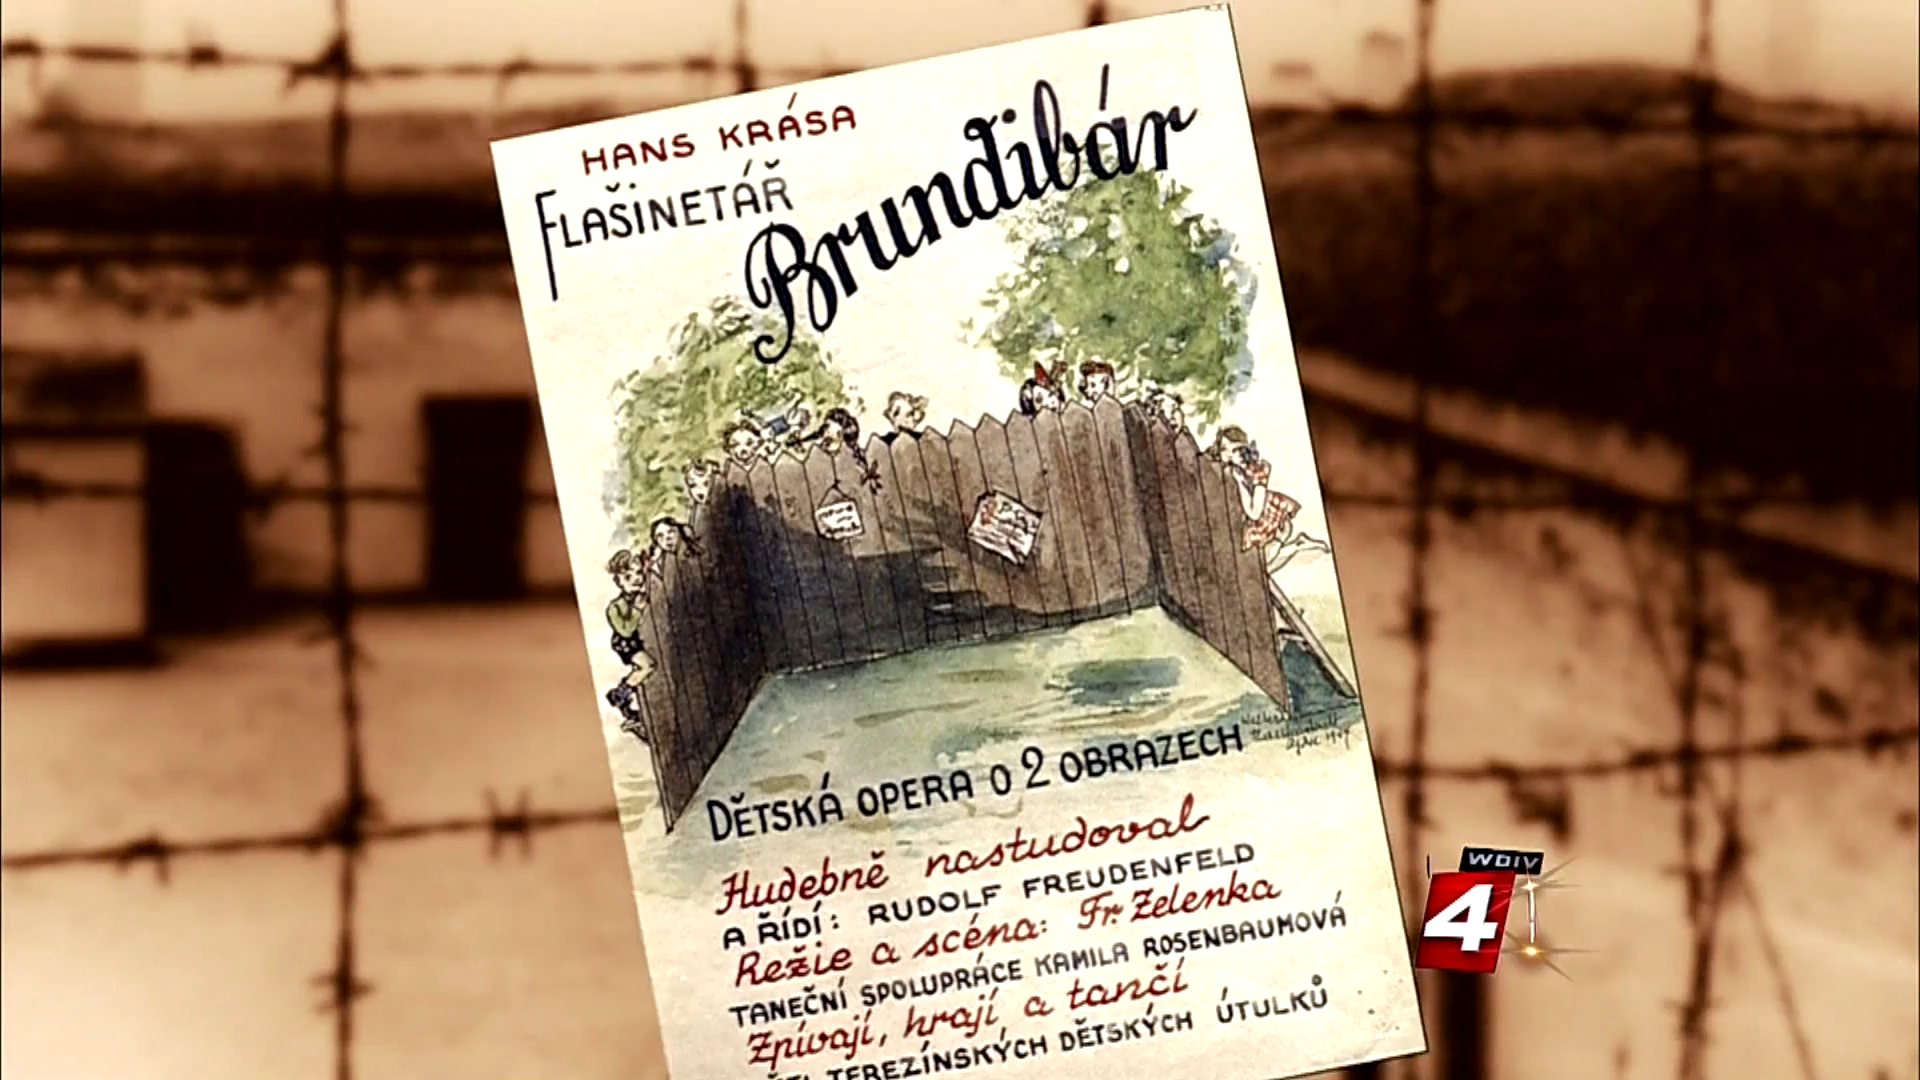 HANS KRÁSA
FLAŠINETÁŘ
Brundibár
DĚTSKÁ OPERA O 2 OBRAZECH
Hudebně nastudoval
A ŘÍDÍ: RUDOLF FREUDENFELD
Režie a scéna: Fr. Zelenka
TANEČNÍ SPOLUPRÁCE KAMILA ROSENBAUMOVÁ
Zpívají, hrají a tančí
TEREZÍNSKÝCH DĚTSKÝCH ÚTULKŮ
WDIV
4